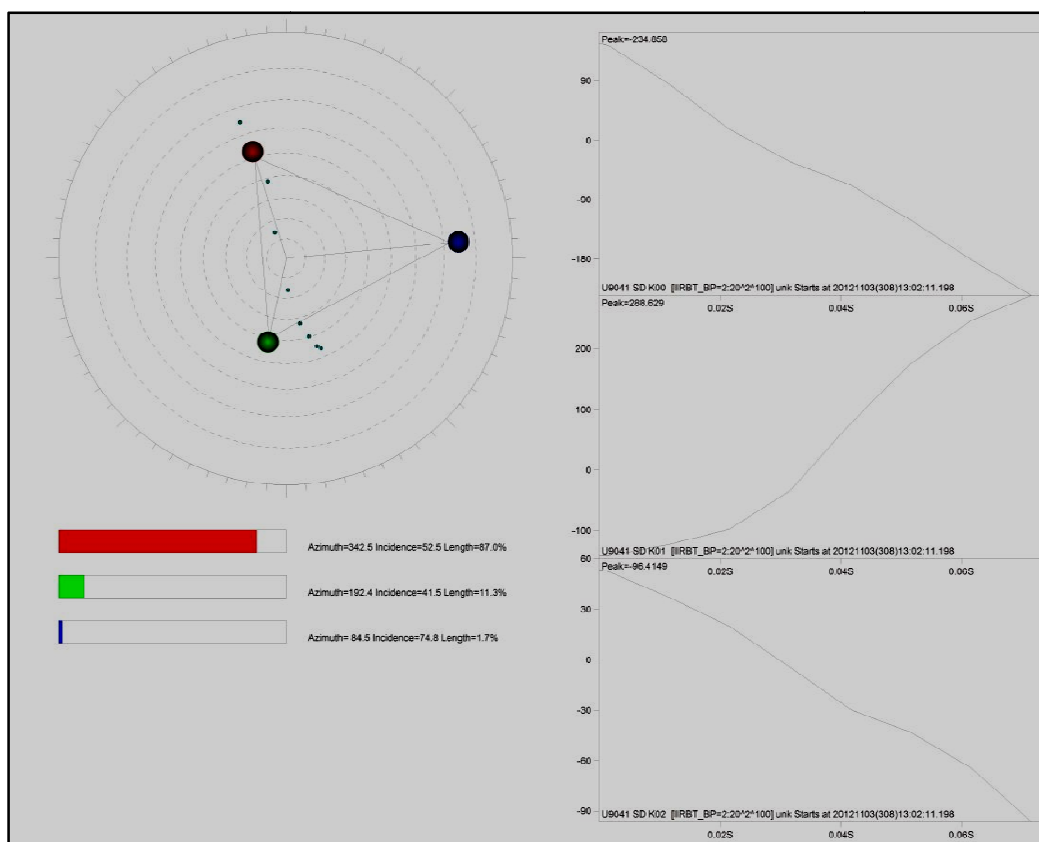 Azimuth=342.5 Incidence=52.5 Length=87.0%
Azimuth=192.4 Incidence=41.5 Length=11.3%
Azimuth= 84.5 Incidence=74.8 Length=1.7%
Peak=-234.858
90
0
-90
-180
U9041 SD K00 [IIRBT_BP=2:20^2^100] unk Starts at 20121103(308)13:02:11.198
0.02S 0.04S 0.06S
Peak=288.629
200
100
0
-100
U9041 SD K01 [IIRBT_BP=2:20^2^100] unk Starts at 20121103(308)13:02:11.198
0.02S 0.04S 0.06S
60
Peak=-96.4149
30
0
-30
-60
-90
U9041 SD K02 [IIRBT_BP=2:20^2^100] unk Starts at 20121103(308)13:02:11.198
0.02S 0.04S 0.06S